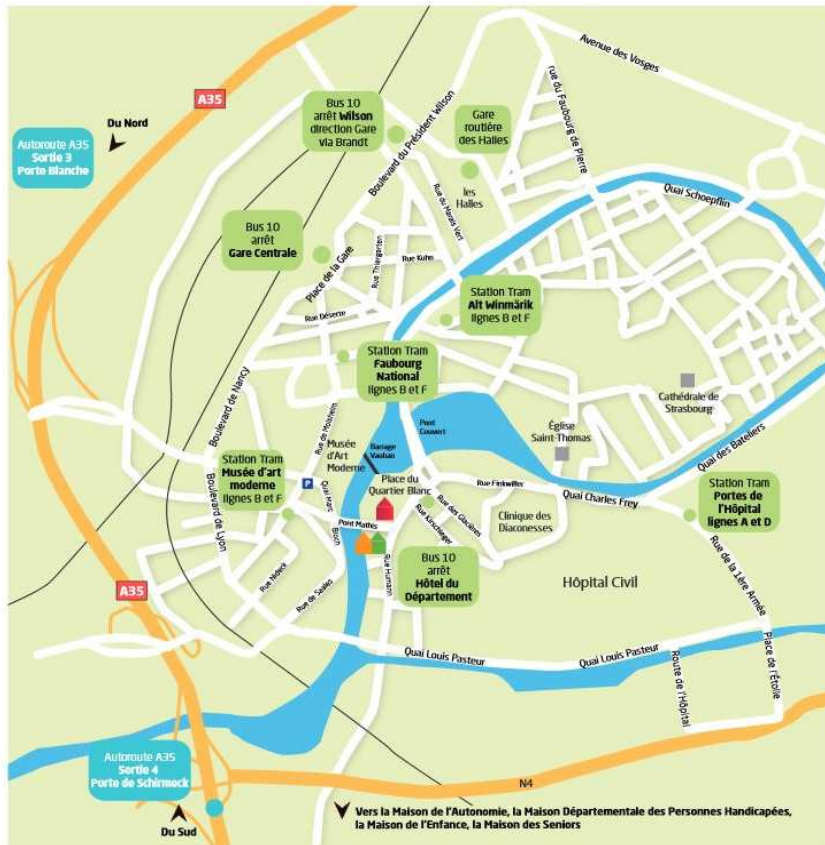 Avenue des Vosges
A35
Bus 10
arrêt Wilson
direction Gare
via Brandt
Boulevard du Président Wilson
Gare
routière
des Halles
rue du Faubourg de Pierre
Du Nord
Autoroute A35
Sortie 3
Porte Blanche
les
Halles
Quai Schoepflin
Rue du Marais Vert
Bus 10
arrêt
Gare Centrale
Place de la Gare
Rue Thiergarten
Rue Kuhn
Station Tram
Alt Winmärik
lignes B et F
Rue Déserte
Station Tram
Faubourg
National
lignes B et F
Boulevard de Nancy
Cathédrale de
Strasbourg
Rue de Molsheim
Pont
Couvert
Église
Saint-Thomas
Quai des Bateliers
Musée
d'Art
Moderne
Barrage
Vauban
Station Tram
Musée d'art
moderne
lignes B et F
P
Place du
Quartier Blanc
Rue Finkwiller
Station Tram
Portes de
l'Hôpital
lignes A et D
Quai Charles Frey
Boulevard de Lyon
Quai Marc
Bloch
Rue des Glacières
Rue Kirschleger
Clinique des
Diaconesses
Pont Mathis
Bus 10
arrêt
Hôtel du
Département
Hôpital Civil
Rue de la 1ère Armée
Rue Nideck
Rue Humann
A35
Rue de Saales
Quai Louis Pasteur
Quai Louis Pasteur
Place de l'Étoile
Route de l'Hôpital
Autoroute A35
Sortie 4
Porte de Schirmeck
N4
Du Sud
Vers la Maison de l'Autonomie, la Maison Départementale des Personnes Handicapées,
la Maison de l'Enfance, la Maison des Seniors